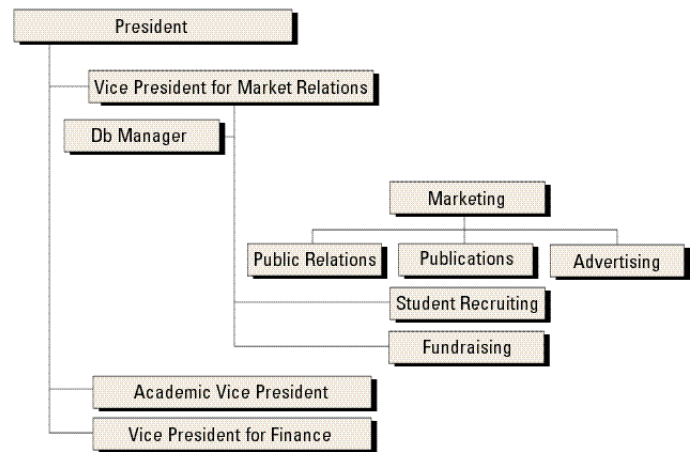 President
Vice President for Market Relations
Db Manager
Marketing
Public Relations
Publications
Advertising
Student Recruiting
Fundraising
Academic Vice President
Vice President for Finance